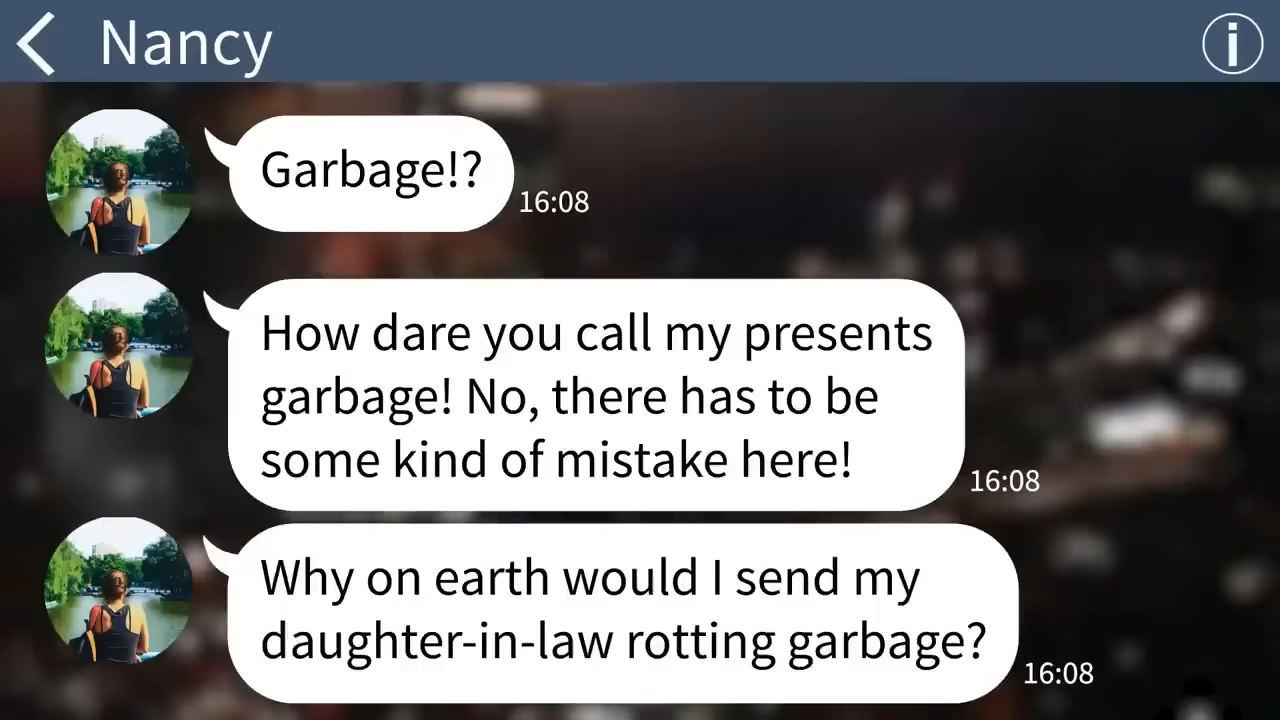 Nancy
Garbage!?
16:08
How dare you call my presents
garbage! No, there has to be
some kind of mistake here!
16:08
Why on earth would I send my
daughter-in-law rotting garbage?
16:08